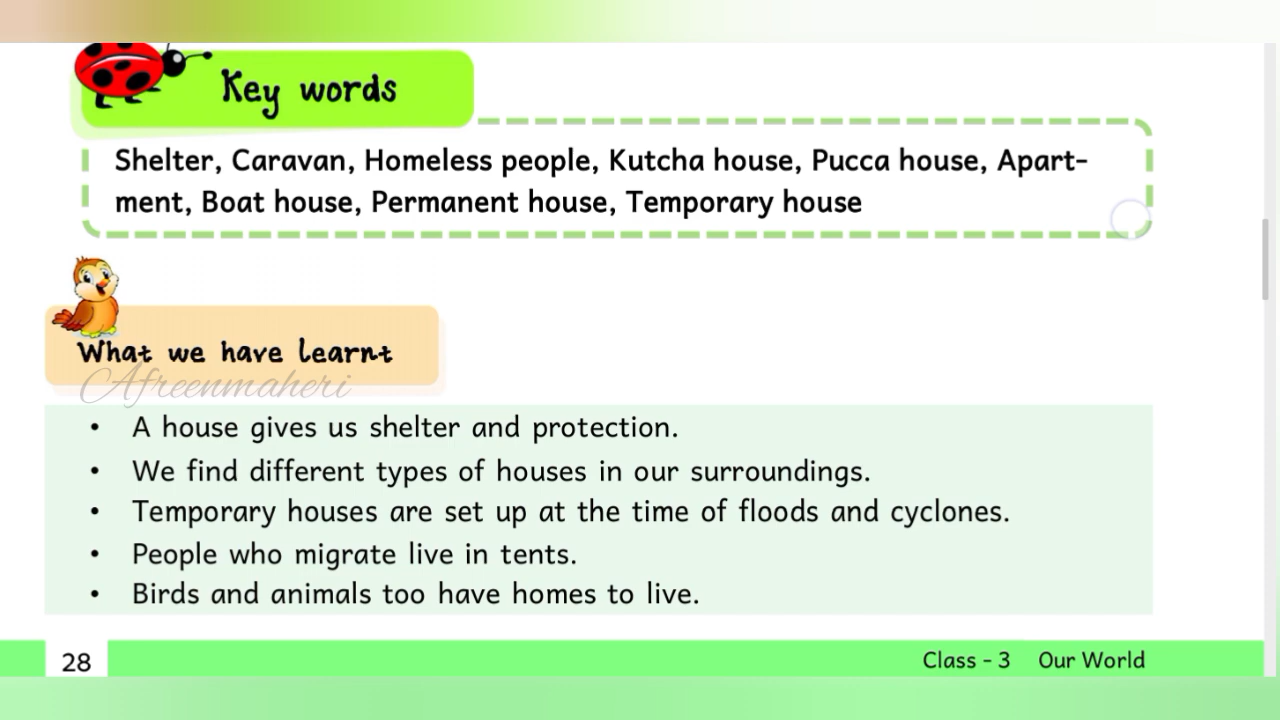 Key words
Shelter, Caravan, Homeless people, Kutcha house, Pucca house, Apart-
ment, Boat house, Permanent house, Temporary house
What we have learnt
Afreenmaheri
• A house gives us shelter and protection.
• We find different types of houses in our surroundings.
• Temporary houses are set up at the time of floods and cyclones.
• People who migrate live in tents.
• Birds and animals too have homes to live.
28 Class - 3 Our World